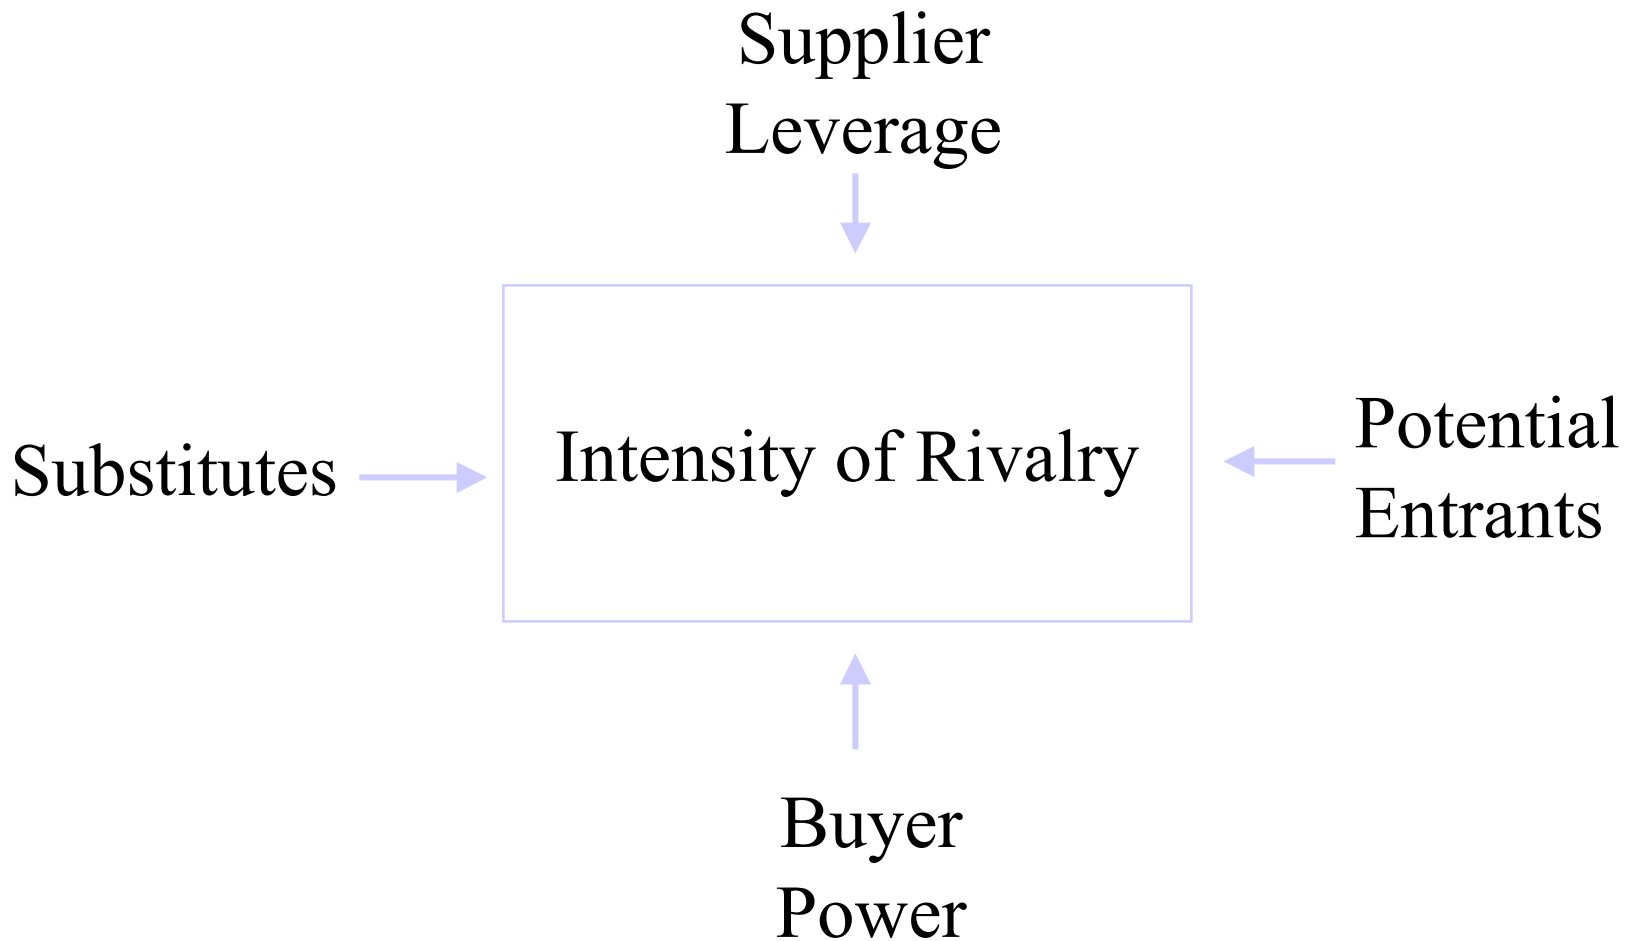 Supplier
Leverage
Substitutes
Intensity of Rivalry
Potential
Entrants
Buyer
Power